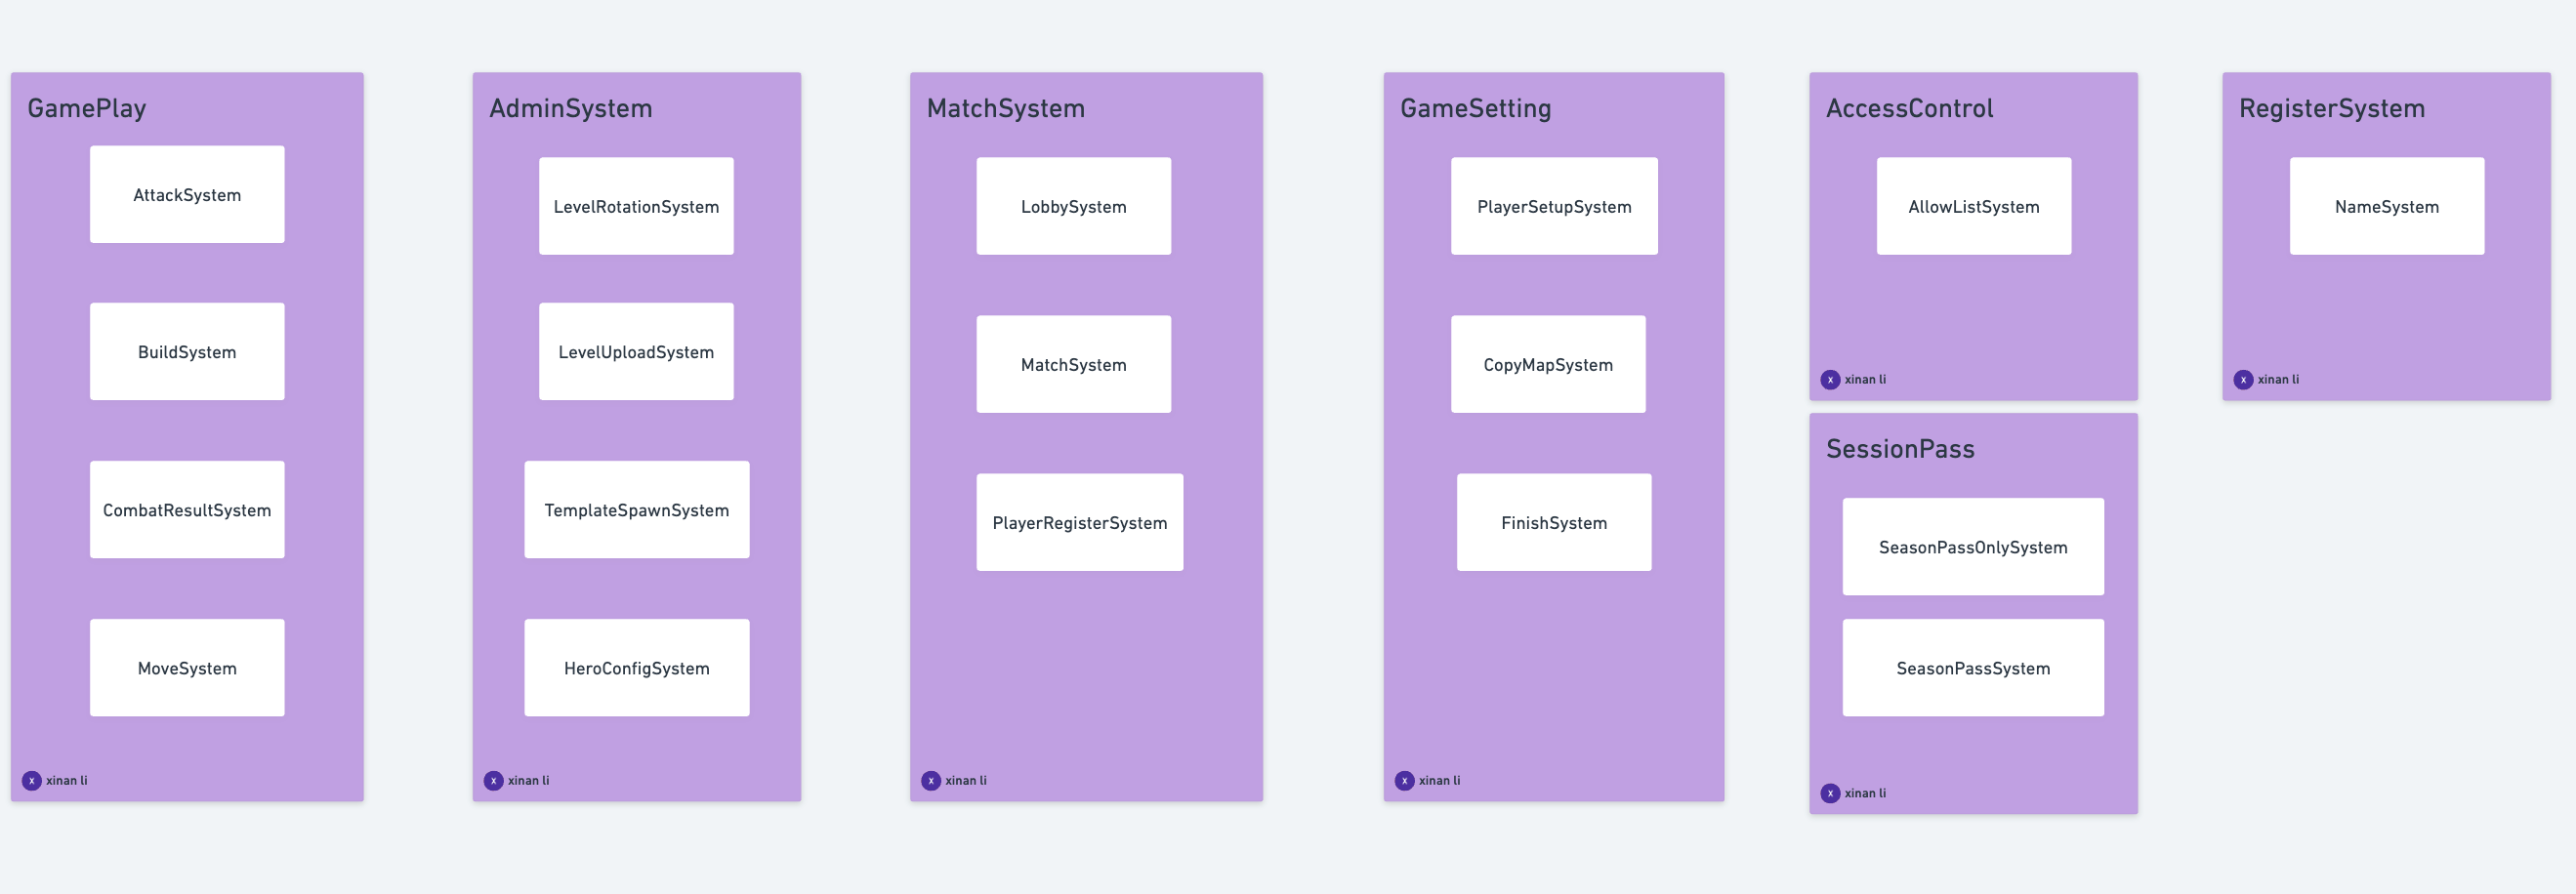 GamePlay
AttackSystem
BuildSystem
CombatResultSystem
MoveSystem
x xinan li
AdminSystem
LevelRotationSystem
LevelUploadSystem
TemplateSpawnSystem
HeroConfigSystem
x xinan li
MatchSystem
LobbySystem
MatchSystem
PlayerRegisterSystem
x xinan li
GameSetting
PlayerSetupSystem
CopyMapSystem
FinishSystem
x xinan li
AccessControl
AllowListSystem
x xinan li
SessionPass
SeasonPassOnlySystem
SeasonPassSystem
x xinan li
RegisterSystem
NameSystem
x xinan li